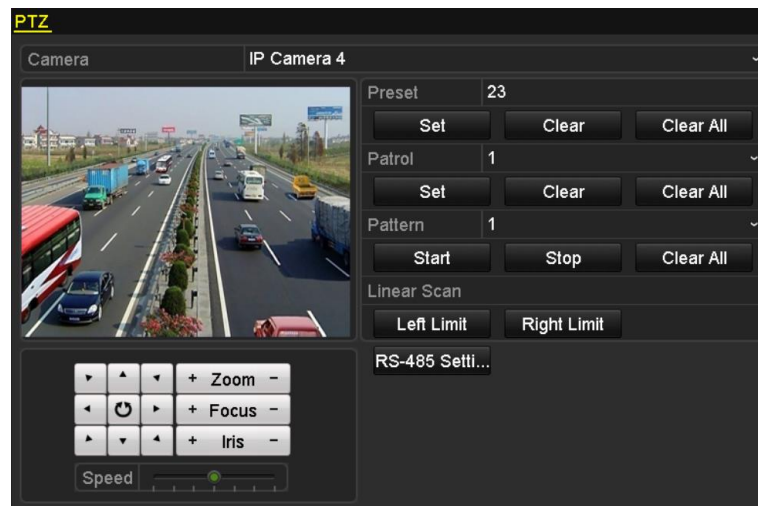 PTZ
Camera IP Camera 4
Preset 23
Set Clear Clear All
Patrol 1
Set Clear Clear All
Pattern 1
Start Stop Clear All
Linear Scan
Left Limit Right Limit
RS-485 Setti...
+ Zoom -
+ Focus -
+ Iris -
Speed